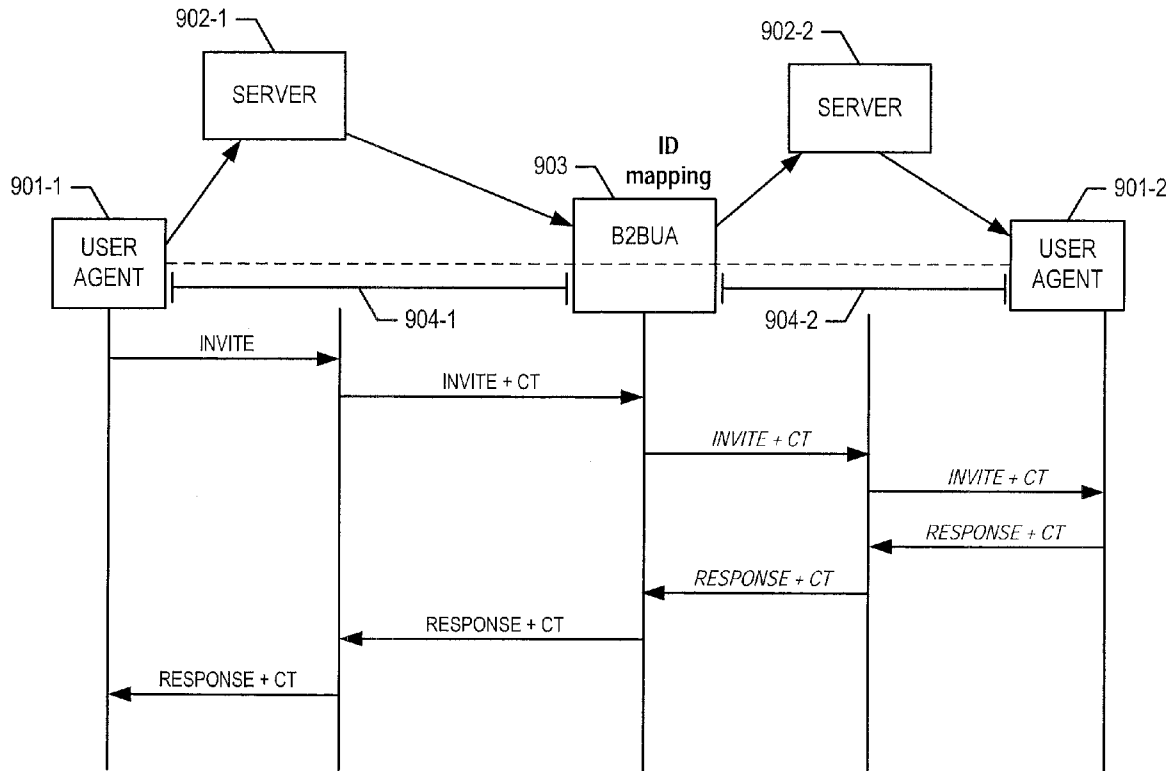 902-1
902-2
SERVER
SERVER
ID
mapping
901-1
903
901-2
USER
AGENT
B2BUA
USER
AGENT
904-1
904-2
INVITE
INVITE + CT
INVITE + CT
INVITE + CT
RESPONSE + CT
RESPONSE + CT
RESPONSE + CT
RESPONSE + CT